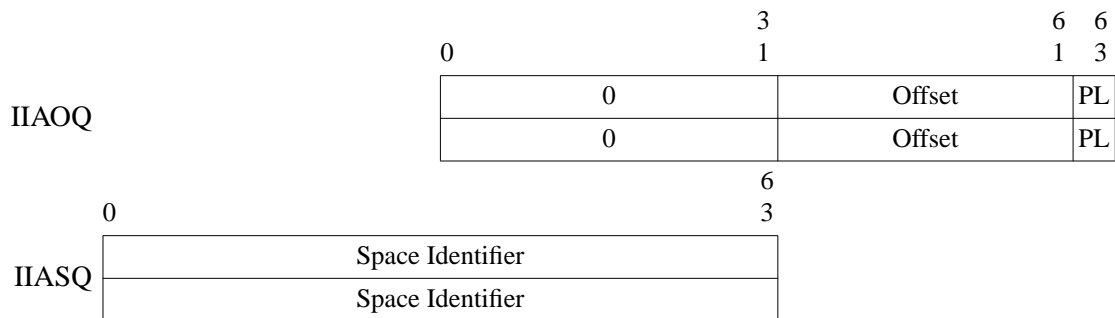 3 6 6
0 1 1 3
IIAOQ
0 Offset PL
0 Offset PL
6
0 3
IIASQ
Space Identifier
Space Identifier